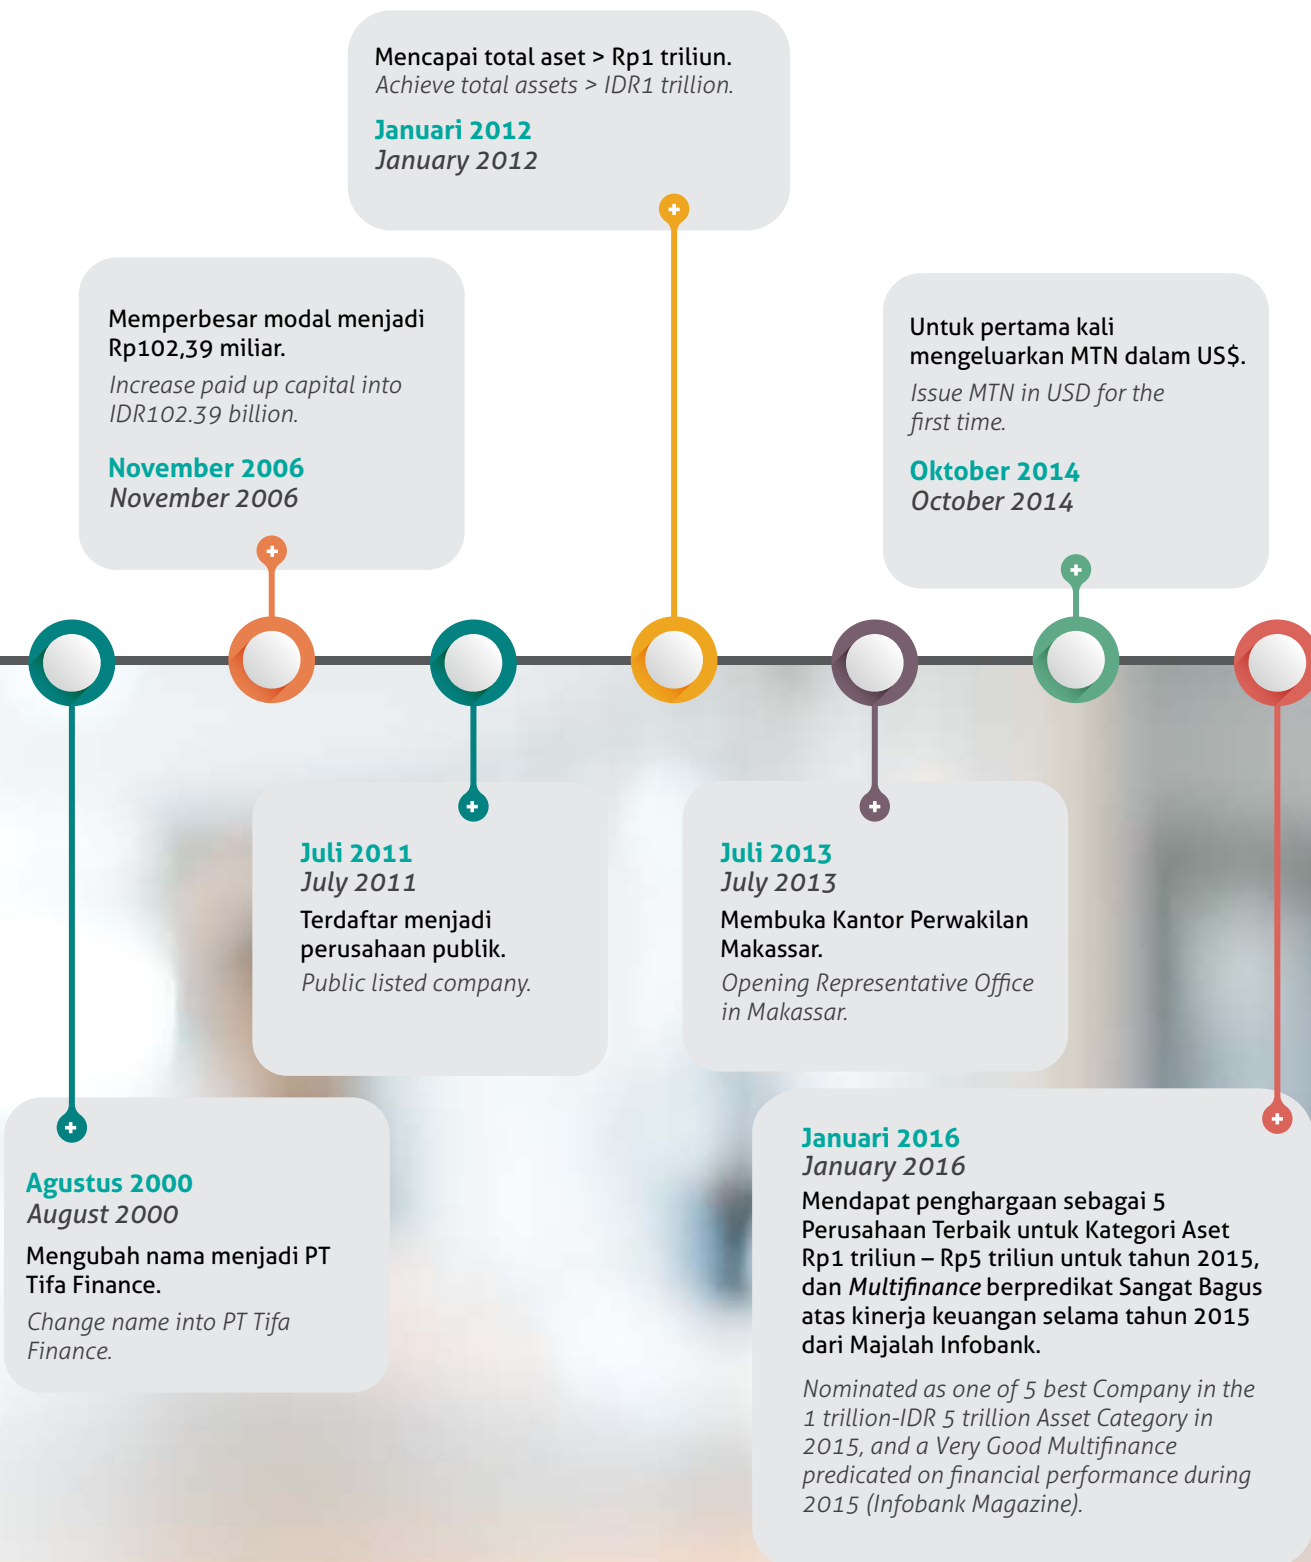 Mencapai total aset > Rp1 triliun.
Achieve total assets > IDR1 trillion.
Januari 2012
January 2012
Memperbesar modal menjadi
Rp102,39 miliar.
Increase paid up capital into
IDR102.39 billion.
November 2006
November 2006
Untuk pertama kali
mengeluarkan MTN dalam US$.
Issue MTN in USD for the
first time.
Oktober 2014
October 2014
Juli 2011
July 2011
Terdaftar menjadi
perusahaan publik.
Public listed company.
Juli 2013
July 2013
Membuka Kantor Perwakilan
Makassar.
Opening Representative Office
in Makassar.
Agustus 2000
August 2000
Mengubah nama menjadi PT
Tifa Finance.
Change name into PT Tifa
Finance.
Januari 2016
January 2016
Mendapat penghargaan sebagai 5
Perusahaan Terbaik untuk Kategori Aset
Rp1 triliun – Rp5 triliun untuk tahun 2015,
dan Multifinance berpredikat Sangat Bagus
atas kinerja keuangan selama tahun 2015
dari Majalah Infobank.
Nominated as one of 5 best Company in the
1 trillion-IDR 5 trillion Asset Category in
2015, and a Very Good Multifinance
predicated on financial performance during
2015 (Infobank Magazine).